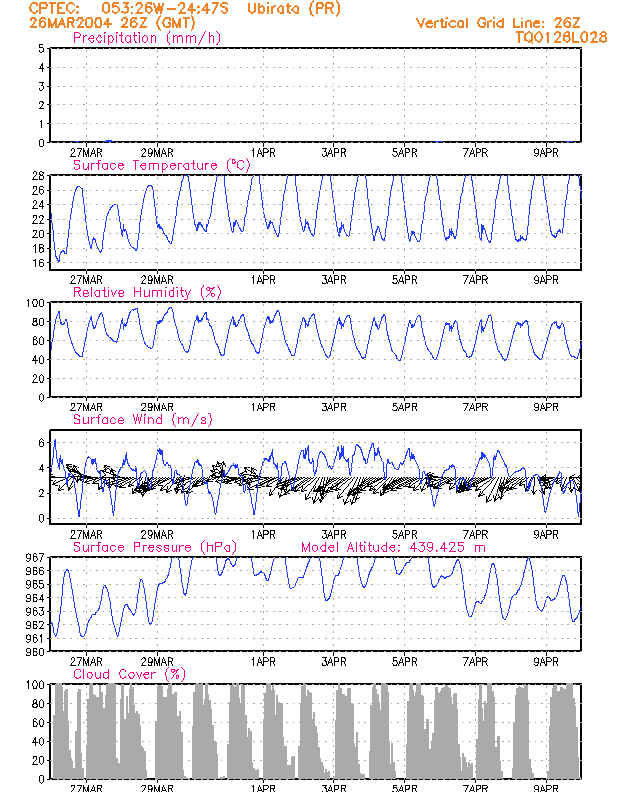 CPTEC: 053:26W-24:47S Ubirata (PR)
26MAR2004 26Z (GMT) Vertical Grid Line: 26Z
Precipitation (mm/h) TQ0126L028
5
4
3
2
1
0
27MAR 29MAR 1APR 3APR 5APR 7APR 9APR
Surface Temperature (ºC)
28
26
24
22
20
18
16
27MAR 29MAR 1APR 3APR 5APR 7APR 9APR
Relative Humidity (%)
100
80
60
40
20
0
27MAR 29MAR 1APR 3APR 5APR 7APR 9APR
Surface Wind (m/s)
6
4
2
0
27MAR 29MAR 1APR 3APR 5APR 7APR 9APR
Surface Pressure (hPa) Model Altitude: 439.425 m
967
966
965
964
963
962
961
960
27MAR 29MAR 1APR 3APR 5APR 7APR 9APR
Cloud Cover (%)
100
80
60
40
20
0
27MAR 29MAR 1APR 3APR 5APR 7APR 9APR